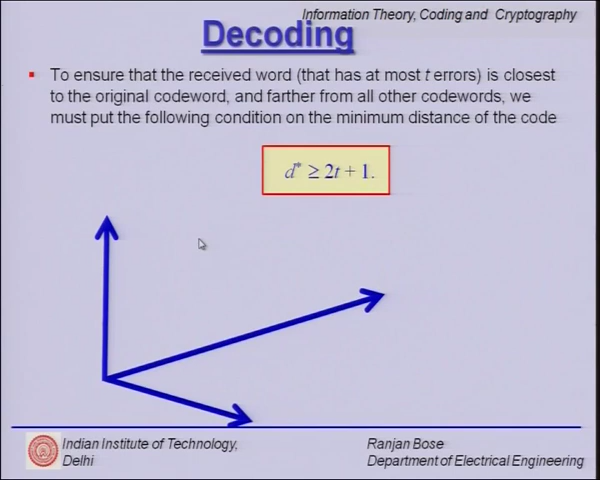 Information Theory, Coding and Cryptography
Decoding
To ensure that the received word (that has at most t errors) is closest
to the original codeword, and farther from all other codewords, we
must put the following condition on the minimum distance of the code
d* ≥ 2t + 1.
Indian Institute of Technology,
Delhi
Ranjan Bose
Department of Electrical Engineering